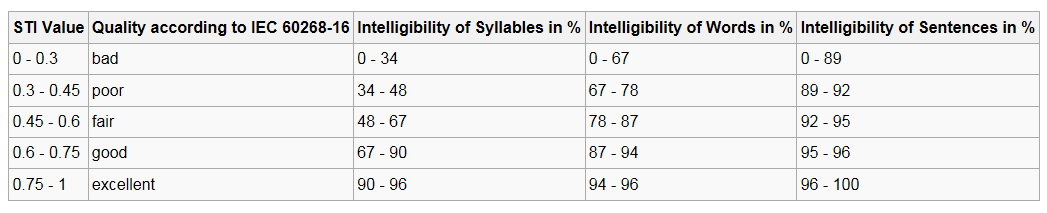 STI Value Quality according to IEC 60268-16 Intelligibility of Syllables in % Intelligibility of Words in % Intelligibility of Sentences in %
0 - 0.3 bad 0 - 34 0 - 67 0 - 89
0.3 - 0.45 poor 34 - 48 67 - 78 89 - 92
0.45 - 0.6 fair 48 - 67 78 - 87 92 - 95
0.6 - 0.75 good 67 - 90 87 - 94 95 - 96
0.75 - 1 excellent 90 - 96 94 - 96 96 - 100